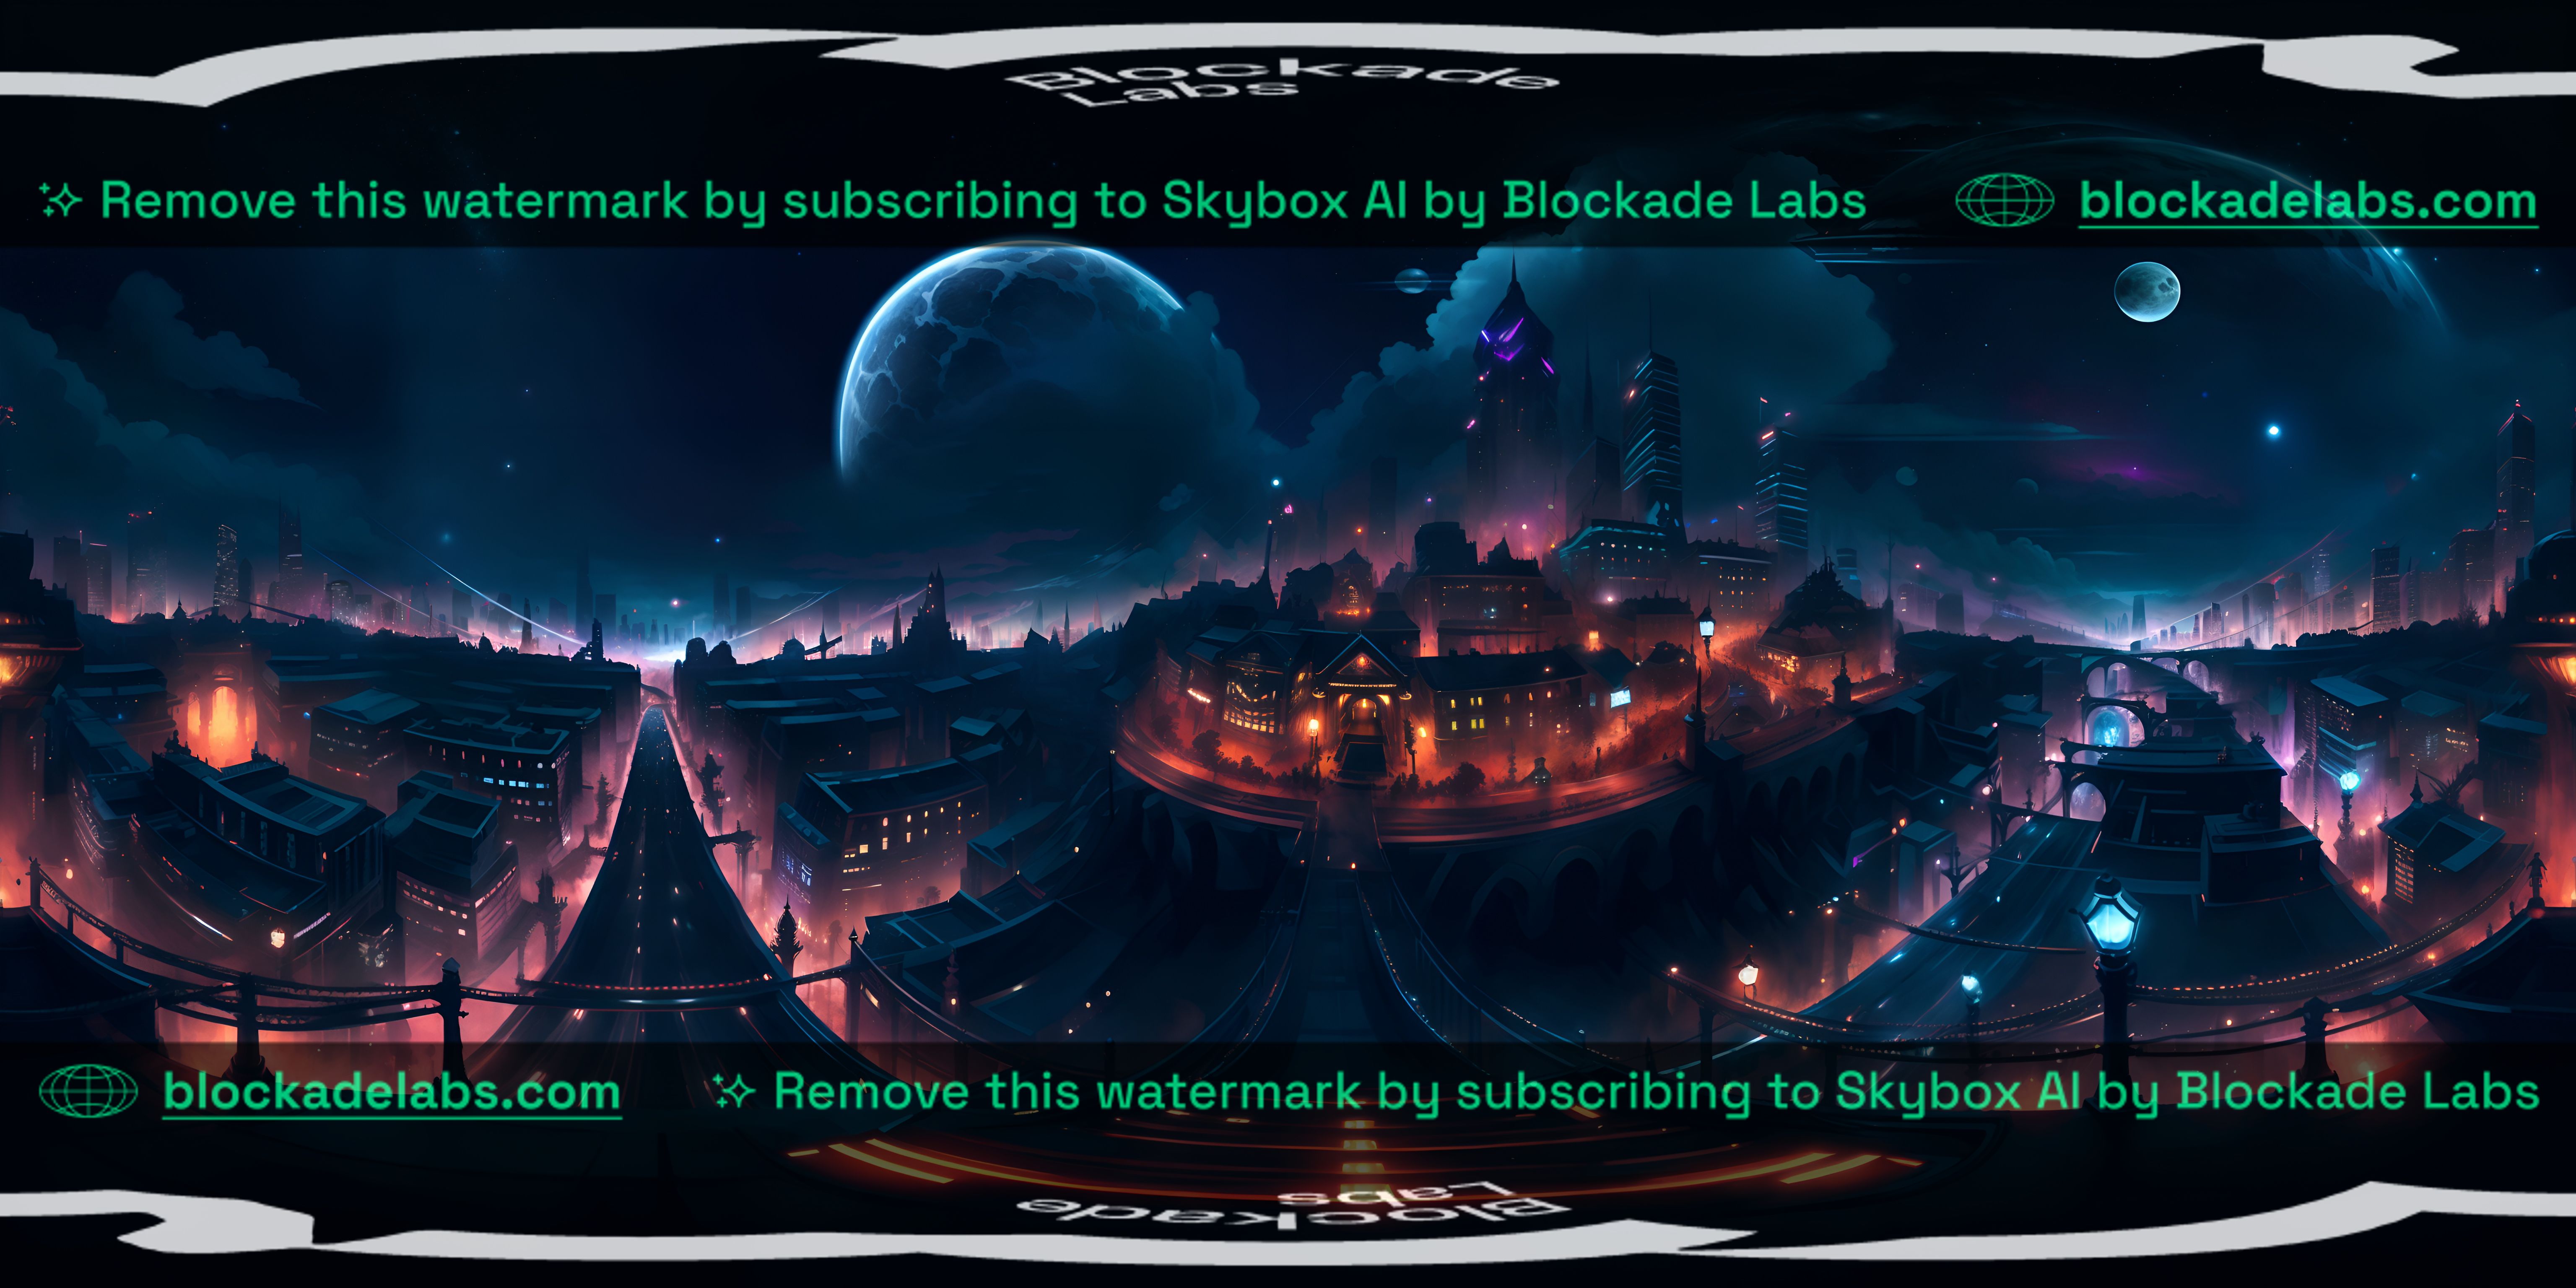 Blockade
Labs
Remove this watermark by subscribing to Skybox AI by Blockade Labs
blockadelabs.com
blockadelabs.com
Remove this watermark by subscribing to Skybox AI by Blockade Labs
Labs
Blockade